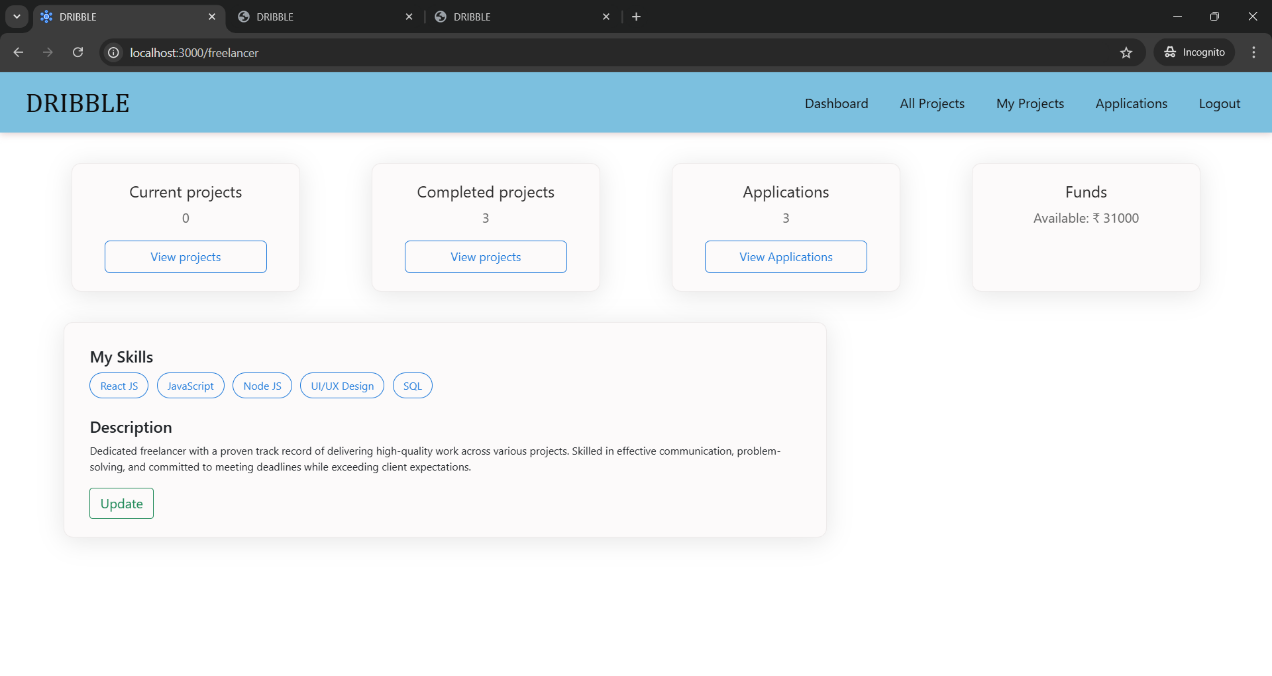 DRIBBLE DRIBBLE DRIBBLE
localhost:3000/freelancer Incognito
DRIBBLE Dashboard All Projects My Projects Applications Logout
Current projects Completed projects Applications Funds
0 3 3 Available: ₹ 31000
View projects View projects View Applications
My Skills
React JS JavaScript Node JS UI/UX Design SQL
Description
Dedicated freelancer with a proven track record of delivering high-quality work across various projects. Skilled in effective communication, problem-
solving, and committed to meeting deadlines while exceeding client expectations.
Update